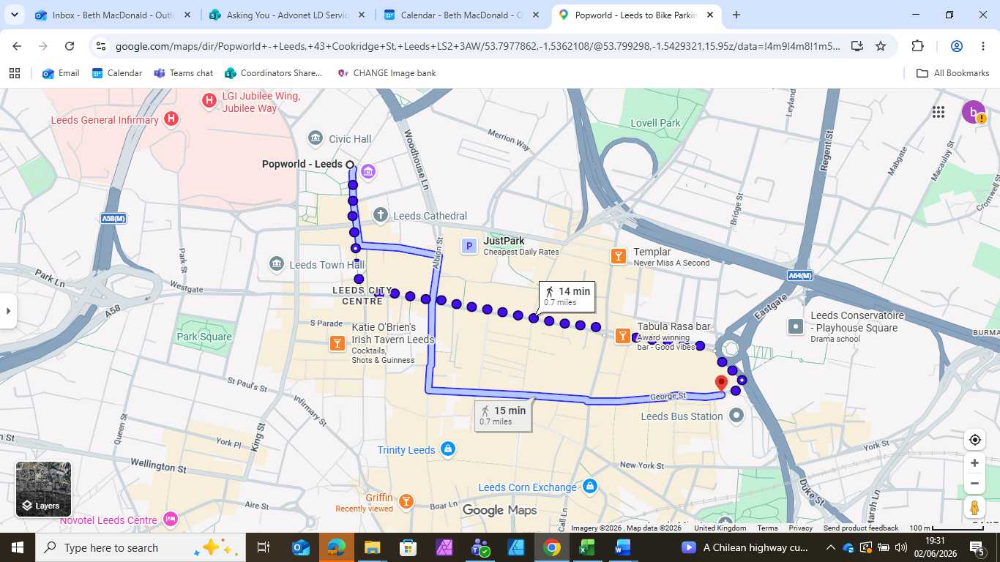 Inbox - Beth MacDonald - Outl
Asking You - Advonet LD Servic
Calendar - Beth MacDonald - O
Popworld - Leeds to Bike Parkin
google.com/maps/dir/Popworld+-+Leeds,+43+Cookridge+St,+Leeds+LS2+3AW/53.7977862,-1.5362108/@53.799298,-1.5429321,15.95z/data=!4m9!4m8!1m5...
Email
Calendar
Teams chat
Coordinators Share...
CHANGE Image bank
All Bookmarks
LGI Jubilee Wing,
Jubilee Way
Leeds General Infirmary
Civic Hall
Popworld - Leeds
Woodhouse Ln
Merrion Way
Lovell Park
Leyland
Regent St
Mabgate
Macaulay St
Cromwell St
b
A58(M)
Leeds Cathedral
Bridge St
Albion St
JustPark
Cheapest Daily Rates
Templar
Never Miss A Second
Park St
Leeds Town Hall
Park Ln
Westgate
A58
LEEDS CITY
CENTRE
14 min
0.7 miles
A64(M)
Eastgate
S Parade
Katie O'Brien's
Irish Tavern Leeds
Cocktails,
Shots & Guinness
Tabula Rasa bar
Award winning
bar - Good vibes
Leeds Conservatoire
- Playhouse Square
Drama school
BURMA
Park Square
St Paul's St
Infirmary St
George St
15 min
0.7 miles
Leeds Bus Station
Queen St
King St
York Pl
Wellington St
Trinity Leeds
New York St
York St
Leeds Corn Exchange
Duke St
Marsh Ln
Griffin
Recently viewed
Boar Ln
Call Ln
Aire St
Novotel Leeds Centre
Layers
Google Maps
Imagery ©2026 , Map data ©2026
United Kingdom
Terms
Privacy
Send product feedback
100 m
Type here to search
A Chilean highway cu...
19:31
02/06/2026
5